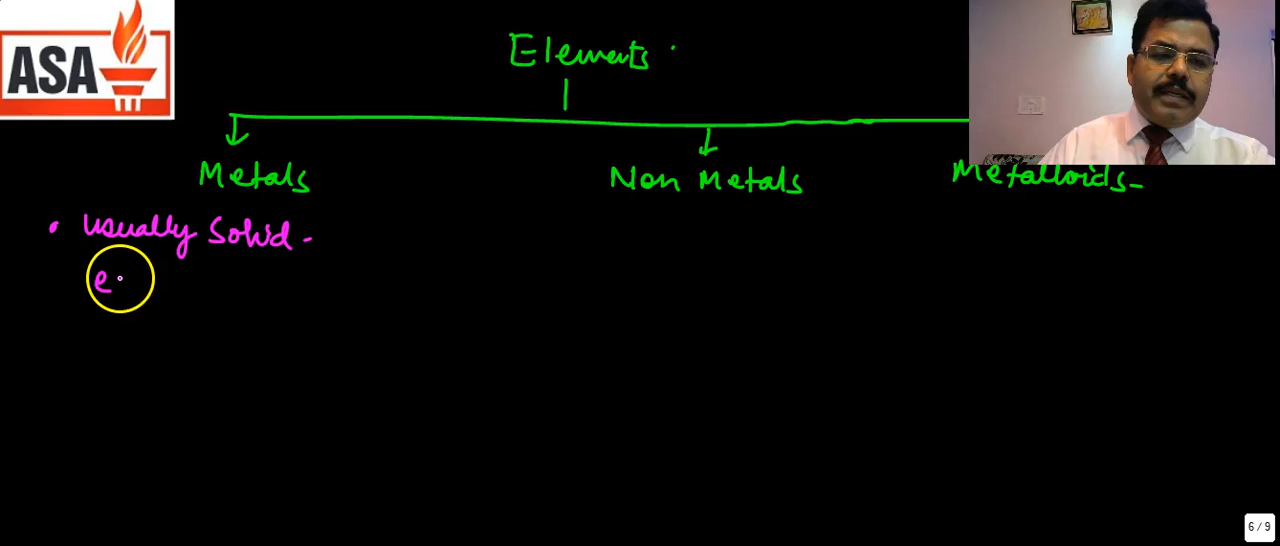 ASA
Elements
Metals
Non Metals
Metalloids-
• Usually Solid -
e
6 / 9